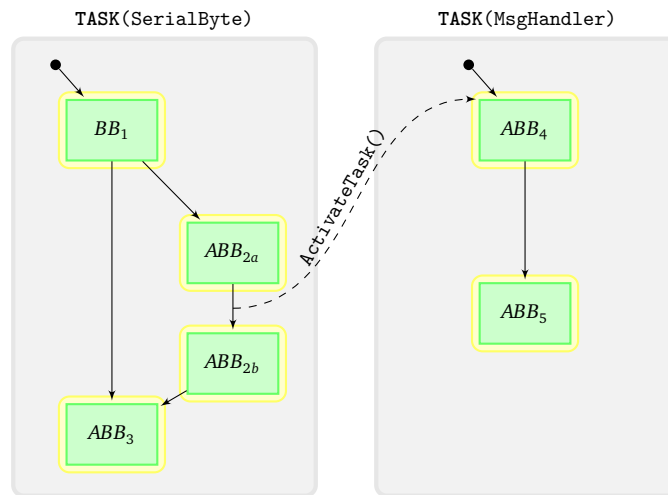 TASK(SerialByte)
TASK(MsgHandler)
BB₁
ABB₄
ActivateTask()
ABB₂ₐ
ABB₅
ABB₂b
ABB₃